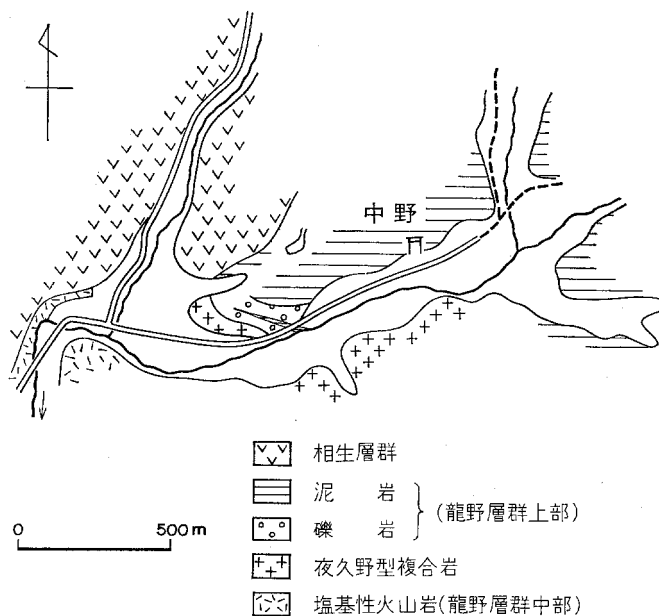 中野
相生層群
泥岩
礫岩
(龍野層群上部)
夜久野型複合岩
塩基性火山岩(龍野層群中部)
0 500m